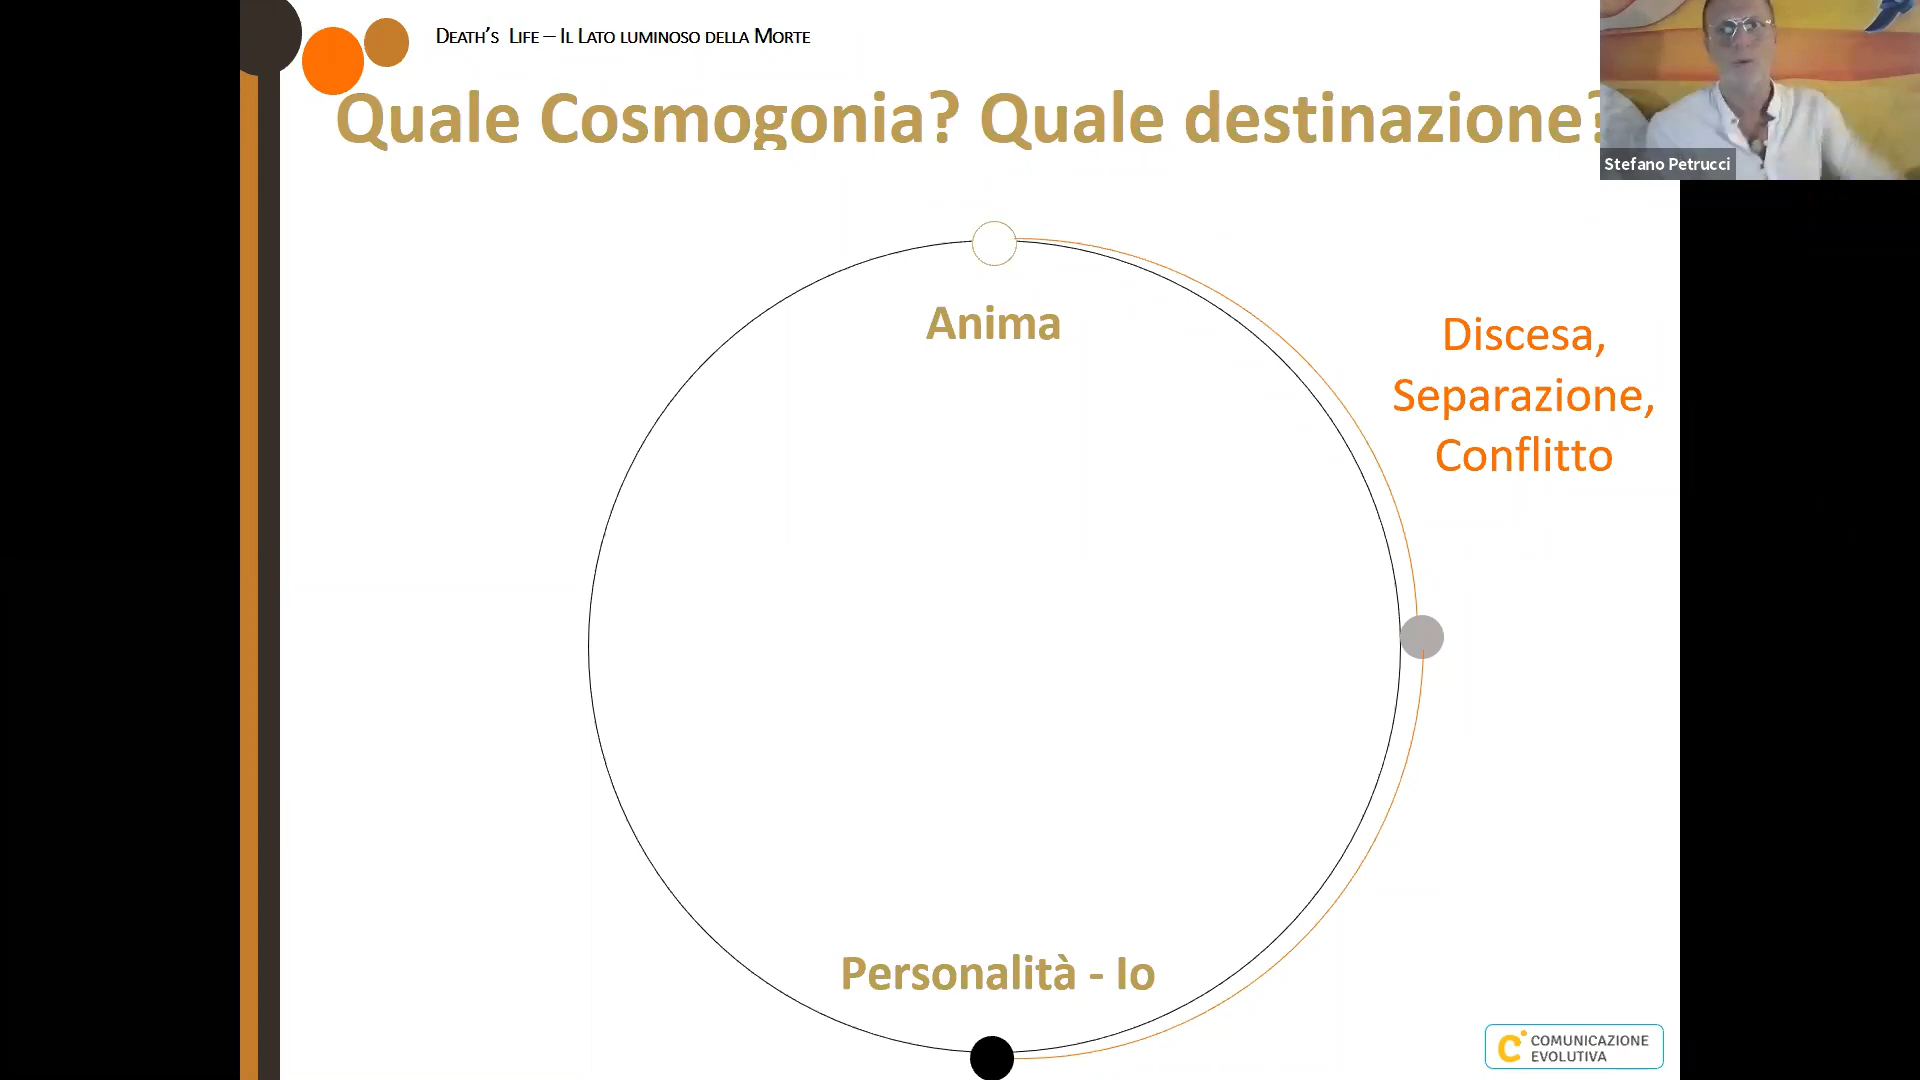 Death's Life – Il Lato luminoso della Morte
Quale Cosmogonia? Quale destinazione?
Stefano Petrucci
Anima
Discesa,
Separazione,
Conflitto
Personalità - Io
COMUNICAZIONE
EVOLUTIVA